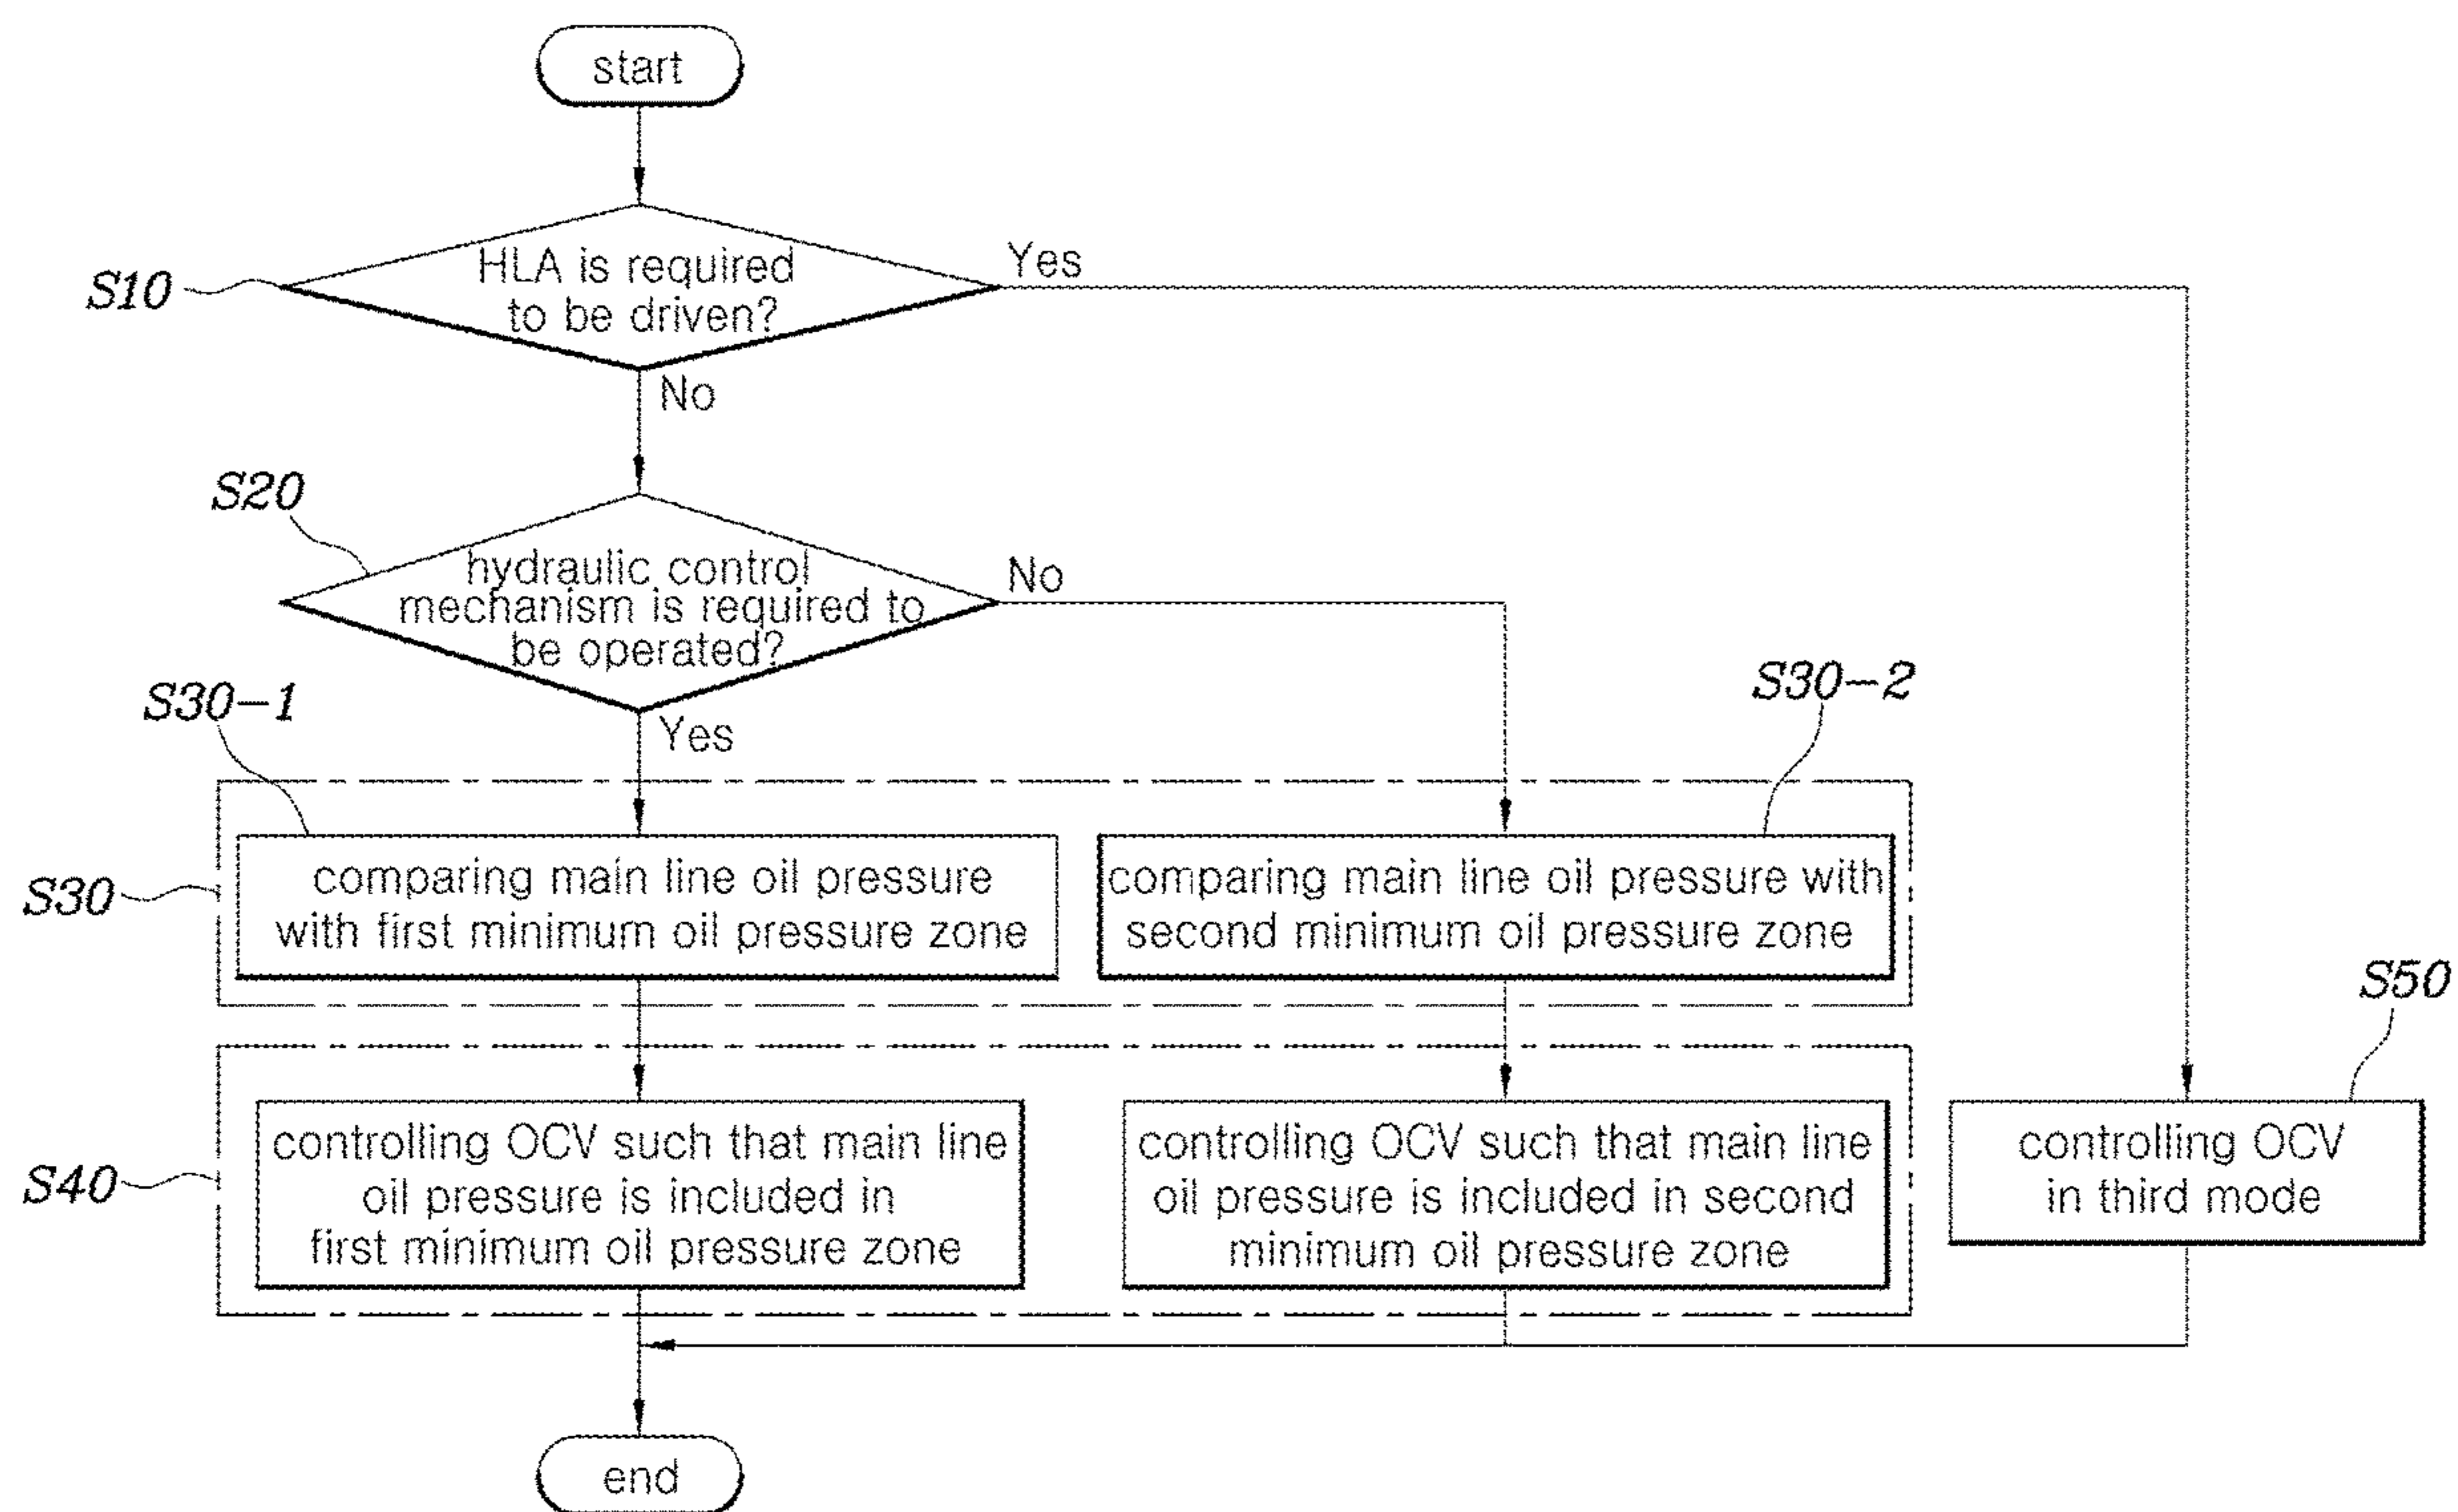 start
HLA is required
to be driven?
Yes
S10
No
S20
hydraulic control
mechanism is required to
be operated?
No
S30-1
Yes
S30-2
S30
comparing main line oil pressure
with first minimum oil pressure zone
comparing main line oil pressure with
second minimum oil pressure zone
S50
S40
controlling OCV such that main line
oil pressure is included in
first minimum oil pressure zone
controlling OCV such that main line
oil pressure is included in second
minimum oil pressure zone
controlling OCV
in third mode
end